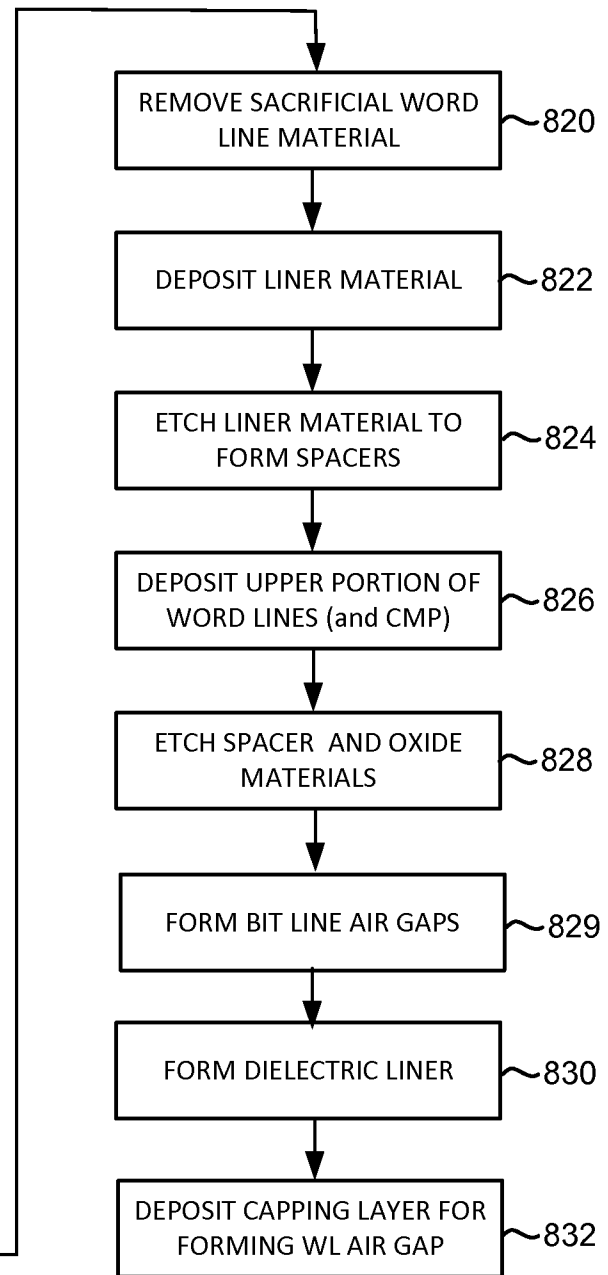 REMOVE SACRIFICIAL WORD
LINE MATERIAL
820
DEPOSIT LINER MATERIAL
822
ETCH LINER MATERIAL TO
FORM SPACERS
824
DEPOSIT UPPER PORTION OF
WORD LINES (and CMP)
826
ETCH SPACER AND OXIDE
MATERIALS
828
FORM BIT LINE AIR GAPS
829
FORM DIELECTRIC LINER
830
DEPOSIT CAPPING LAYER FOR
FORMING WL AIR GAP
832